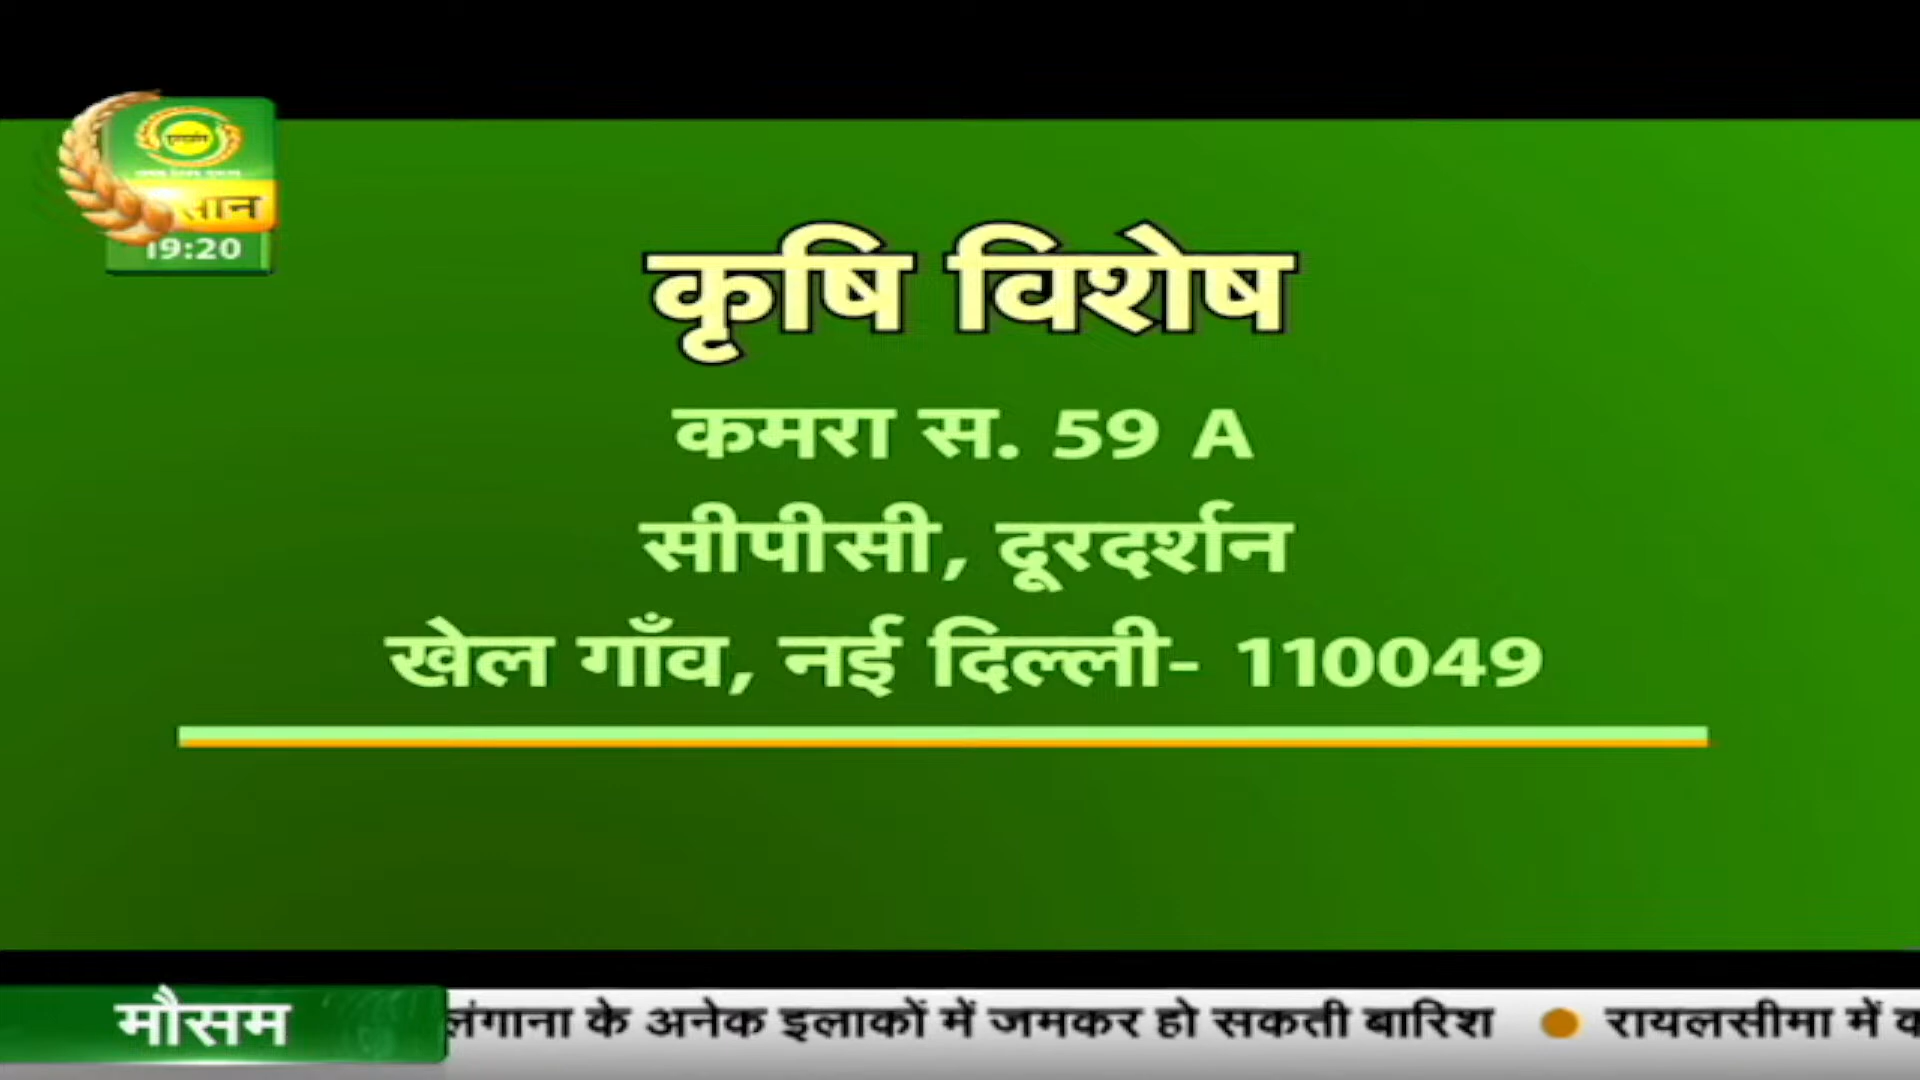 सान
19:20
कृषि विशेष
कमरा स. 59 A
सीपीसी, दूरदर्शन
खेल गाँव, नई दिल्ली- 110049
मौसम
लंगाना के अनेक इलाकों में जमकर हो सकती बारिश
रायलसीमा में